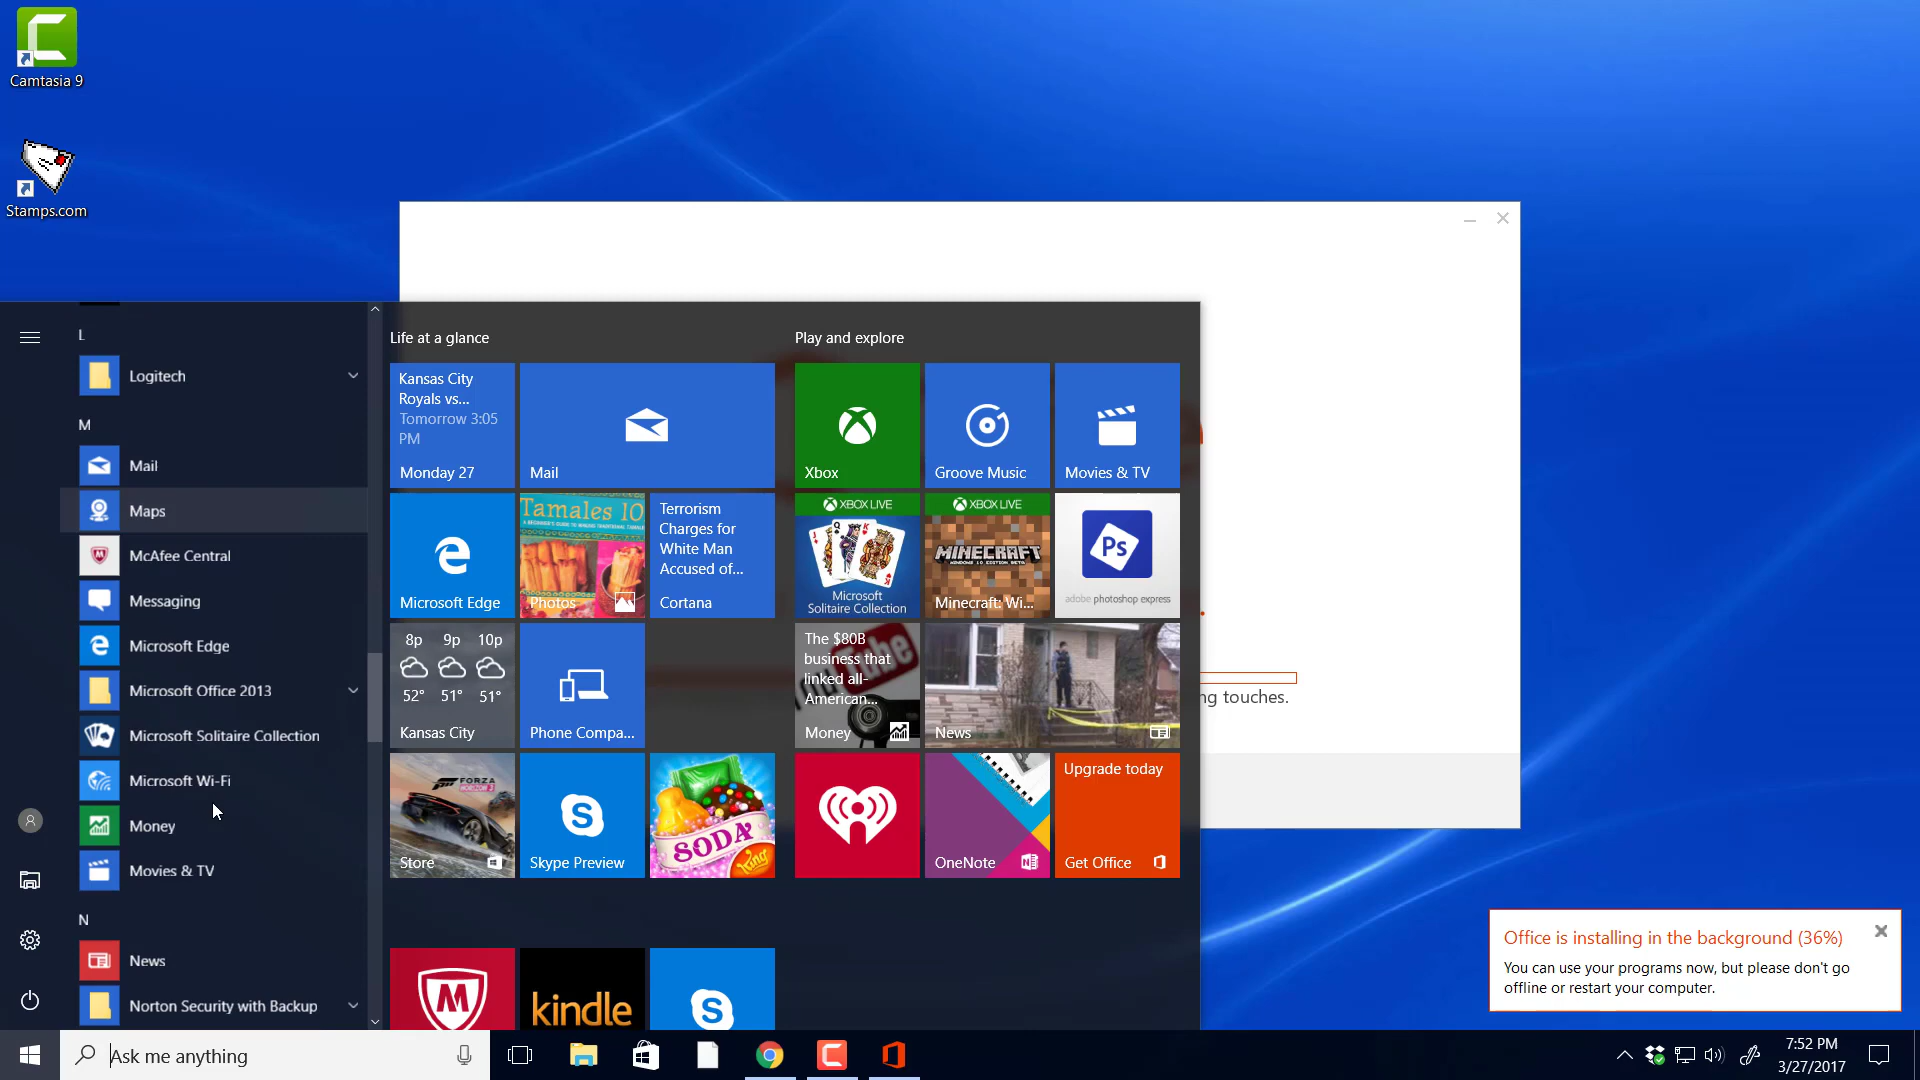 Camtasia 9
Stamps.com
L
Logitech
M
Mail
Maps
McAfee Central
Messaging
Microsoft Edge
Microsoft Office 2013
Microsoft Solitaire Collection
Microsoft Wi-Fi
Money
Movies & TV
N
News
Norton Security with Backup
Life at a glance
Kansas City
Royals vs...
Tomorrow 3:05
PM
Monday 27
Mail
Microsoft Edge
Tamales 10
Photos
Terrorism
Charges for
White Man
Accused of...
Cortana
8p 9p 10p
52° 51° 51°
Kansas City
Phone Compa...
FORZA
Store
Skype Preview
SODA
King
kindle
Play and explore
Xbox
Groove Music
Movies & TV
XBOX LIVE
Microsoft
Solitaire Collection
XBOX LIVE
MINECRAFT
WINDOWS 10 EDITION BETA
Minecraft: Wi...
Ps
adobe photoshop express
The $80B
business that
linked all-
American...
Money
News
OneNote
Upgrade today
Get Office
ng touches.
Office is installing in the background (36%)
You can use your programs now, but please don't go
offline or restart your computer.
Ask me anything
7:52 PM
3/27/2017